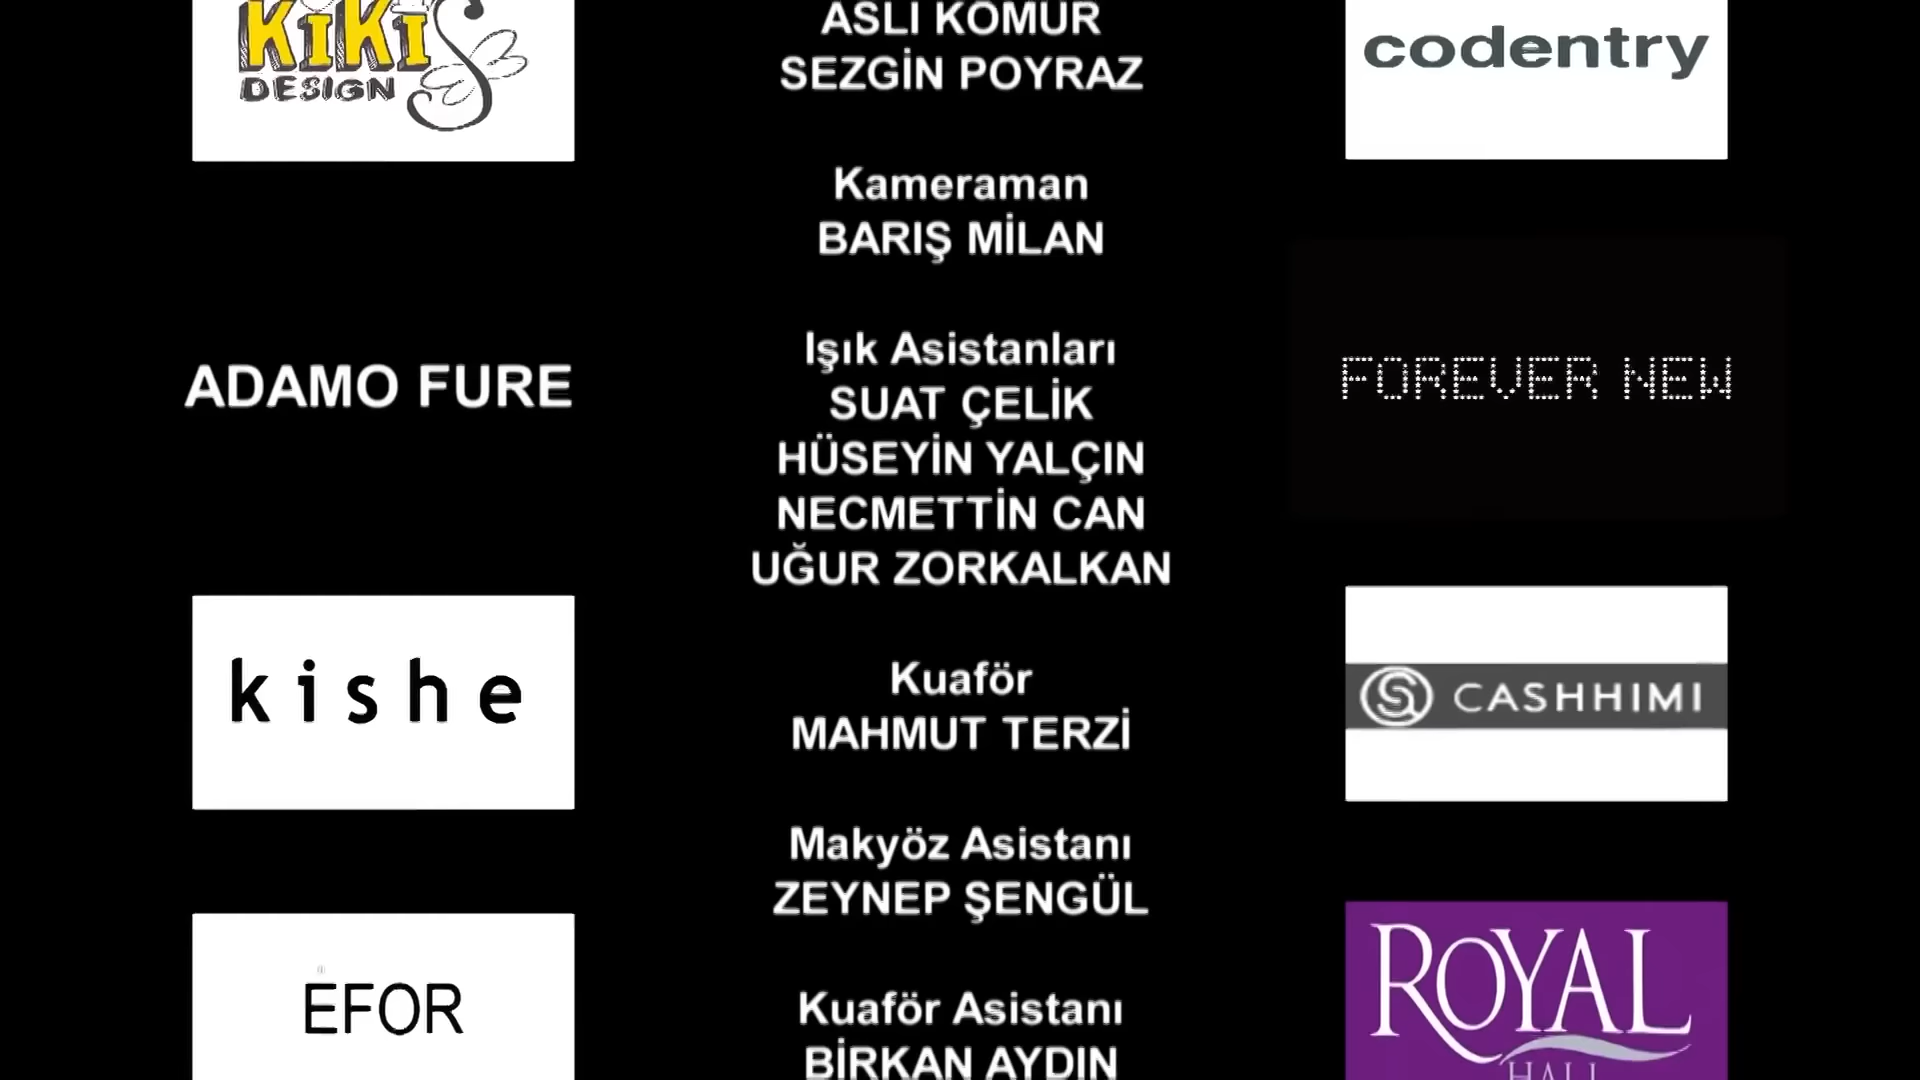 KiKi'S
DESIGN
ADAMO FURE
kishe
EFOR
ASLI KÖMÜR
SEZGİN POYRAZ
Kameraman
BARIŞ MİLAN
Işık Asistanları
SUAT ÇELİK
HÜSEYİN YALÇIN
NECMETTİN CAN
UĞUR ZORKALKAN
Kuaför
MAHMUT TERZİ
Makyöz Asistanı
ZEYNEP ŞENGÜL
Kuaför Asistanı
BİRKAN AYDIN
codentry
FOREVER NEW
CASHHIMI
ROYAL
HALL